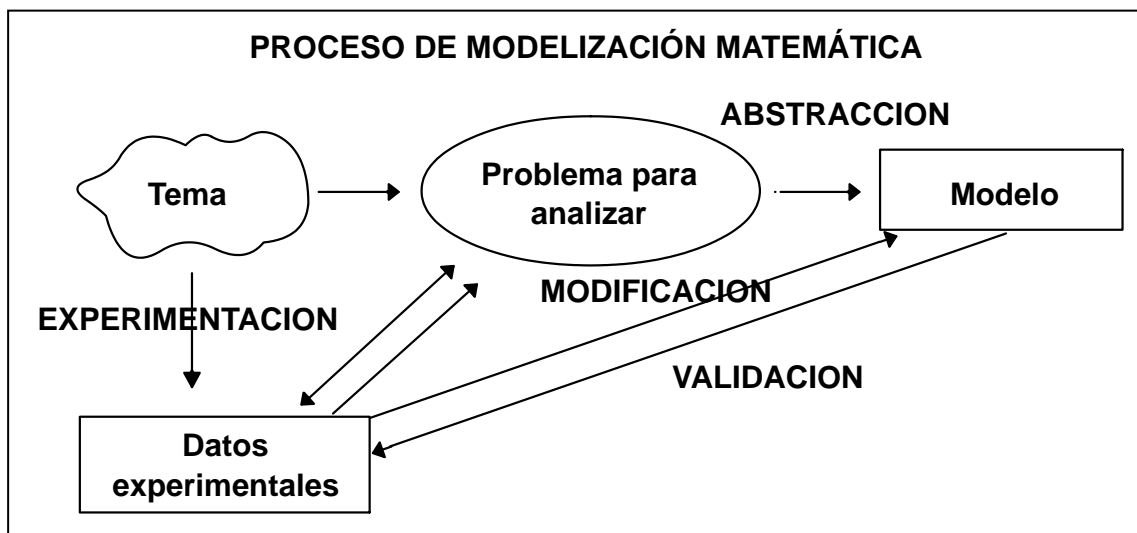 PROCESO DE MODELIZACIÓN MATEMÁTICA
ABSTRACCION
Tema
Problema para
analizar
Modelo
MODIFICACION
EXPERIMENTACION
VALIDACION
Datos
experimentales